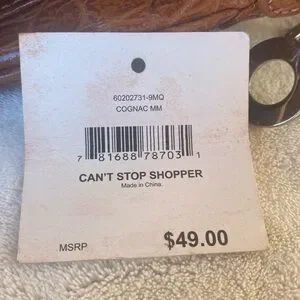 60202731-9MQ
COGNAC MM
7 81688 78703 1
CAN'T STOP SHOPPER
Made in China.
MSRP $49.00